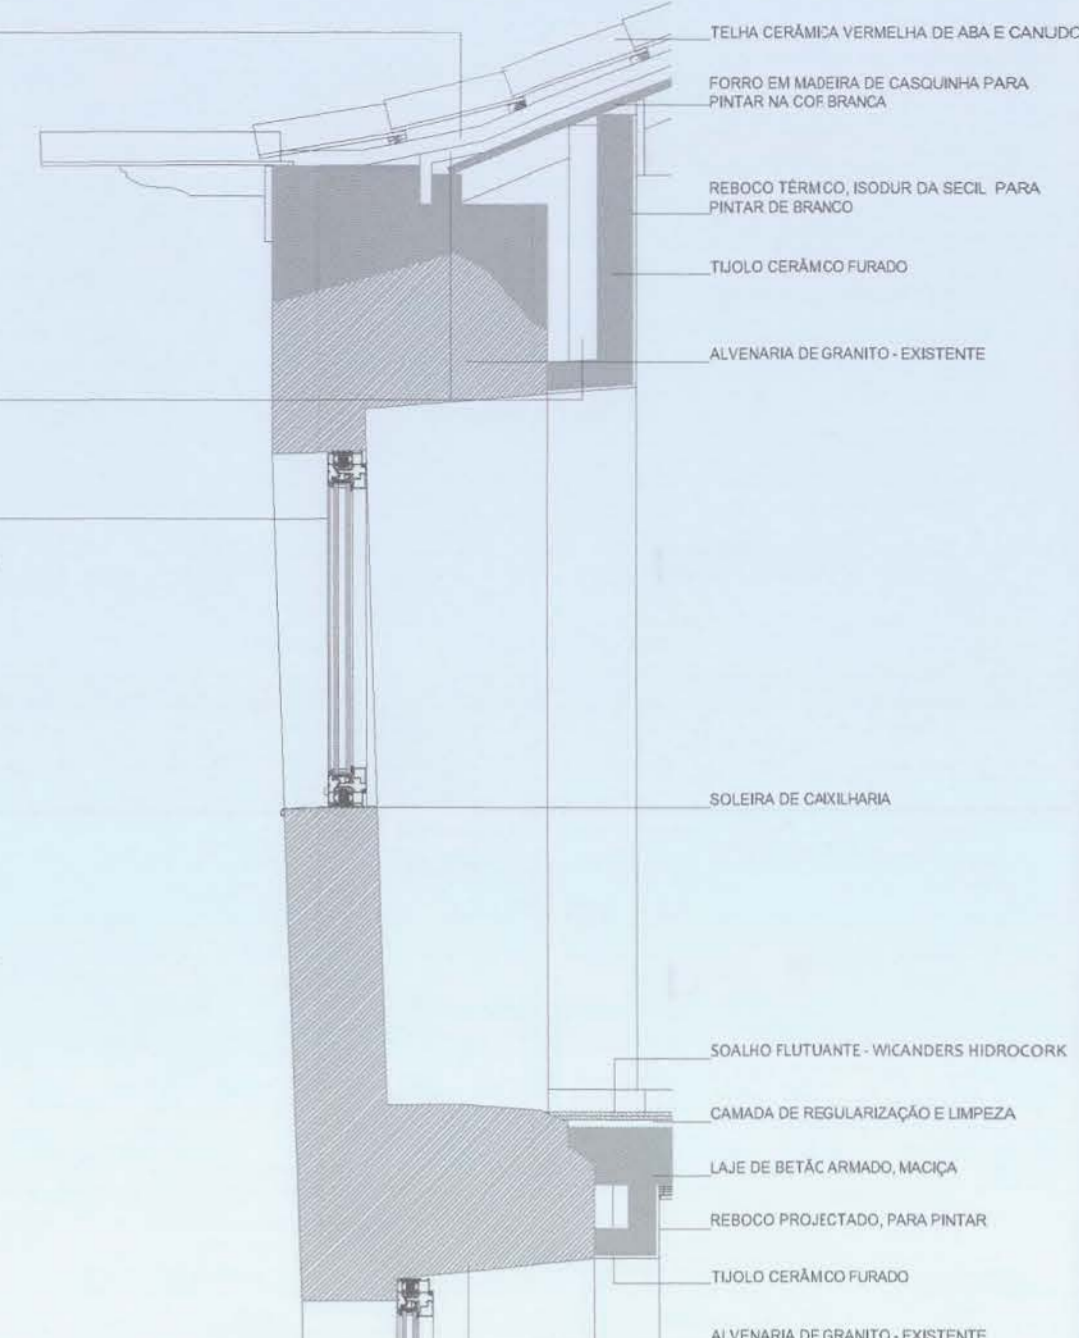 TELHA CERÂMICA VERMELHA DE ABA E CANUDO
FORRO EM MADEIRA DE CASQUINHA PARA
PINTAR NA COR BRANCA
REBOCO TÉRMCO, ISODUR DA SECIL PARA
PINTAR DE BRANCO
TIJOLO CERÂMCO FURADO
ALVENARIA DE GRANITO - EXISTENTE
SOLEIRA DE CAIXILHARIA
SOALHO FLUTUANTE - WICANDERS HIDROCORK
CAMADA DE REGULARIZAÇÃO E LIMPEZA
LAJE DE BETÃC ARMADO, MACIÇA
REBOCO PROJECTADO, PARA PINTAR
TIJOLO CERÂMCO FURADO
ALVENARIA DE GRANITO - EXISTENTE